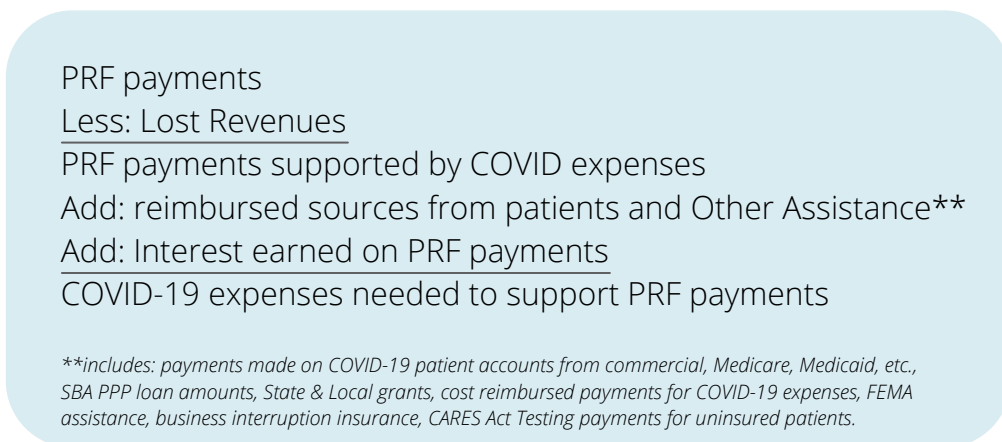 PRF payments
Less: Lost Revenues
PRF payments supported by COVID expenses
Add: reimbursed sources from patients and Other Assistance**
Add: Interest earned on PRF payments
COVID-19 expenses needed to support PRF payments
**includes: payments made on COVID-19 patient accounts from commercial, Medicare, Medicaid, etc.,
SBA PPP loan amounts, State & Local grants, cost reimbursed payments for COVID-19 expenses, FEMA
assistance, business interruption insurance, CARES Act Testing payments for uninsured patients.